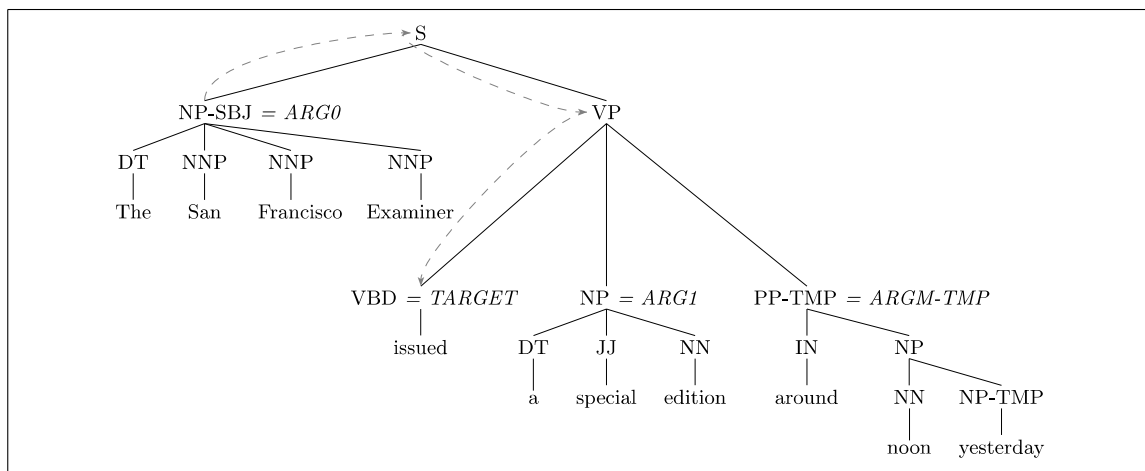 S
NP-SBJ = ARG0 VP
DT NNP NNP NNP
The San Francisco Examiner
VBD = TARGET NP = ARG1 PP-TMP = ARGM-TMP
issued DT JJ NN IN NP
a special edition around NN NP-TMP
noon yesterday